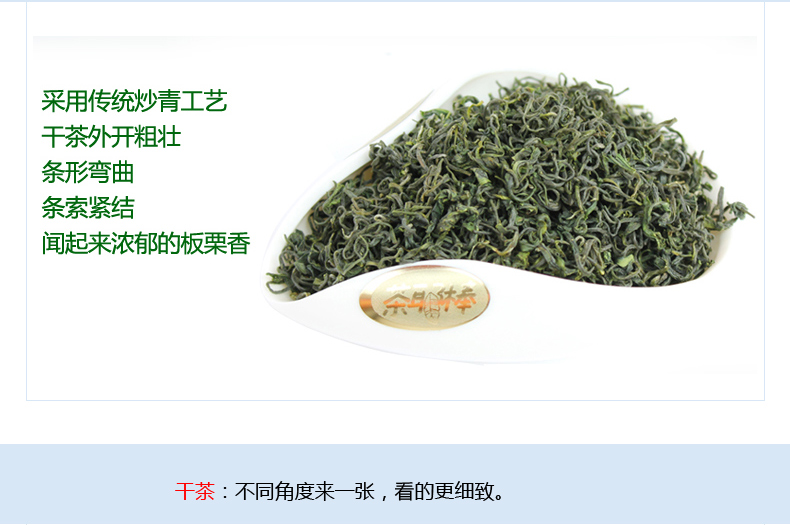 采用传统炒青工艺
干茶外开粗壮
条形弯曲
条索紧结
闻起来浓郁的板栗香
干茶：不同角度来一张，看的更细致。